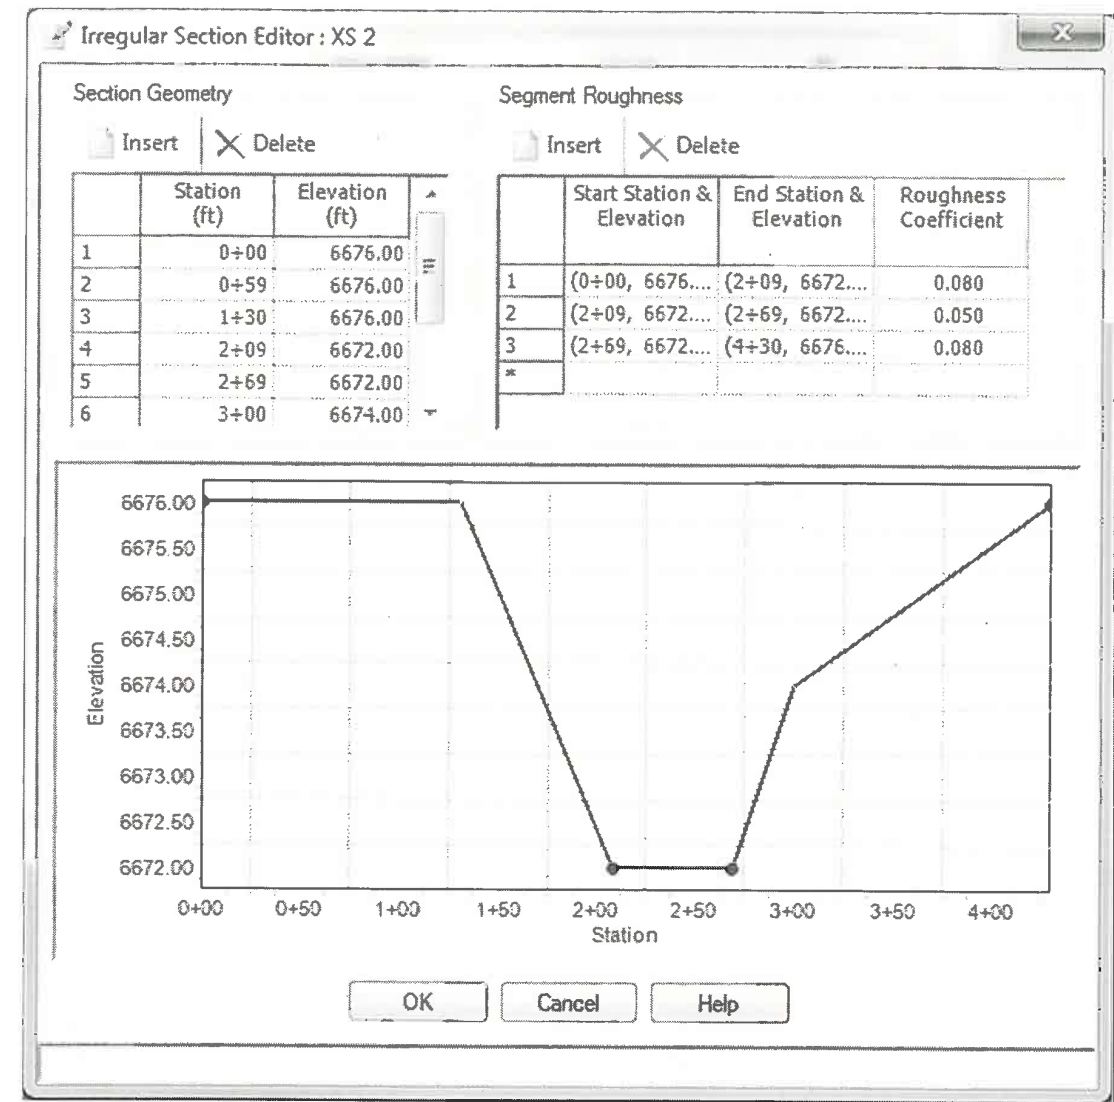 Irregular Section Editor : XS 2
Section Geometry
Insert Delete
Station (ft) Elevation (ft)
1 0+00 6676.00
2 0+59 6676.00
3 1+30 6676.00
4 2+09 6672.00
5 2+69 6672.00
6 3+00 6674.00
Segment Roughness
Insert Delete
Start Station & Elevation End Station & Elevation Roughness Coefficient
1 (0+00, 6676.... (2+09, 6672.... 0.080
2 (2+09, 6672.... (2+69, 6672.... 0.050
3 (2+69, 6672.... (4+30, 6676.... 0.080
*
Elevation
6676.00
6675.50
6675.00
6674.50
6674.00
6673.50
6673.00
6672.50
6672.00
0+00 0+50 1+00 1+50 2+00 2+50 3+00 3+50 4+00
Station
OK Cancel Help